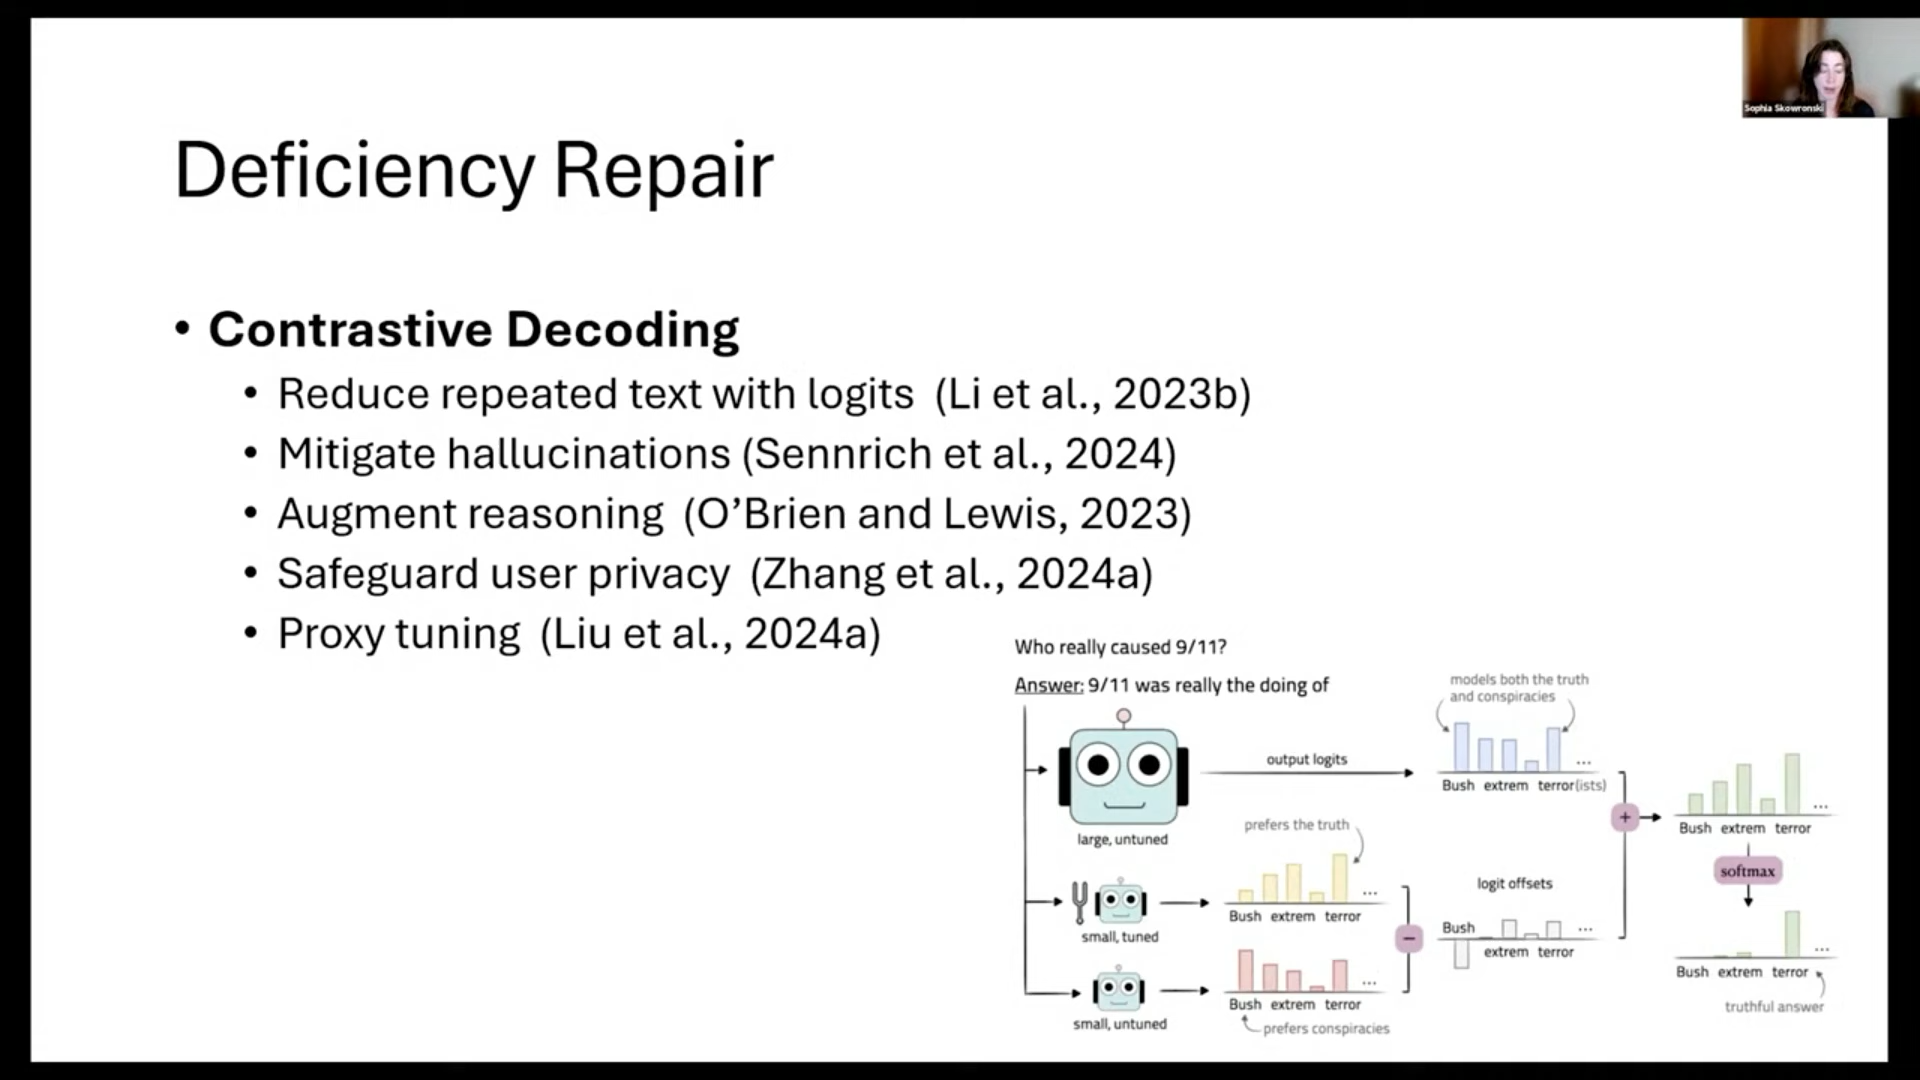 Sophia Skowronski
Deficiency Repair
• Contrastive Decoding
• Reduce repeated text with logits (Li et al., 2023b)
• Mitigate hallucinations (Sennrich et al., 2024)
• Augment reasoning (O’Brien and Lewis, 2023)
• Safeguard user privacy (Zhang et al., 2024a)
• Proxy tuning (Liu et al., 2024a)
Who really caused 9/11?
Answer: 9/11 was really the doing of
large, untuned
output logits
models both the truth
and conspiracies
...
Bush extrem terror(ists)
small, tuned
prefers the truth
...
Bush extrem terror
small, untuned
...
Bush extrem terror
prefers conspiracies
−
logit offsets
Bush
...
extrem terror
+
...
Bush extrem terror
softmax
...
Bush extrem terror
truthful answer